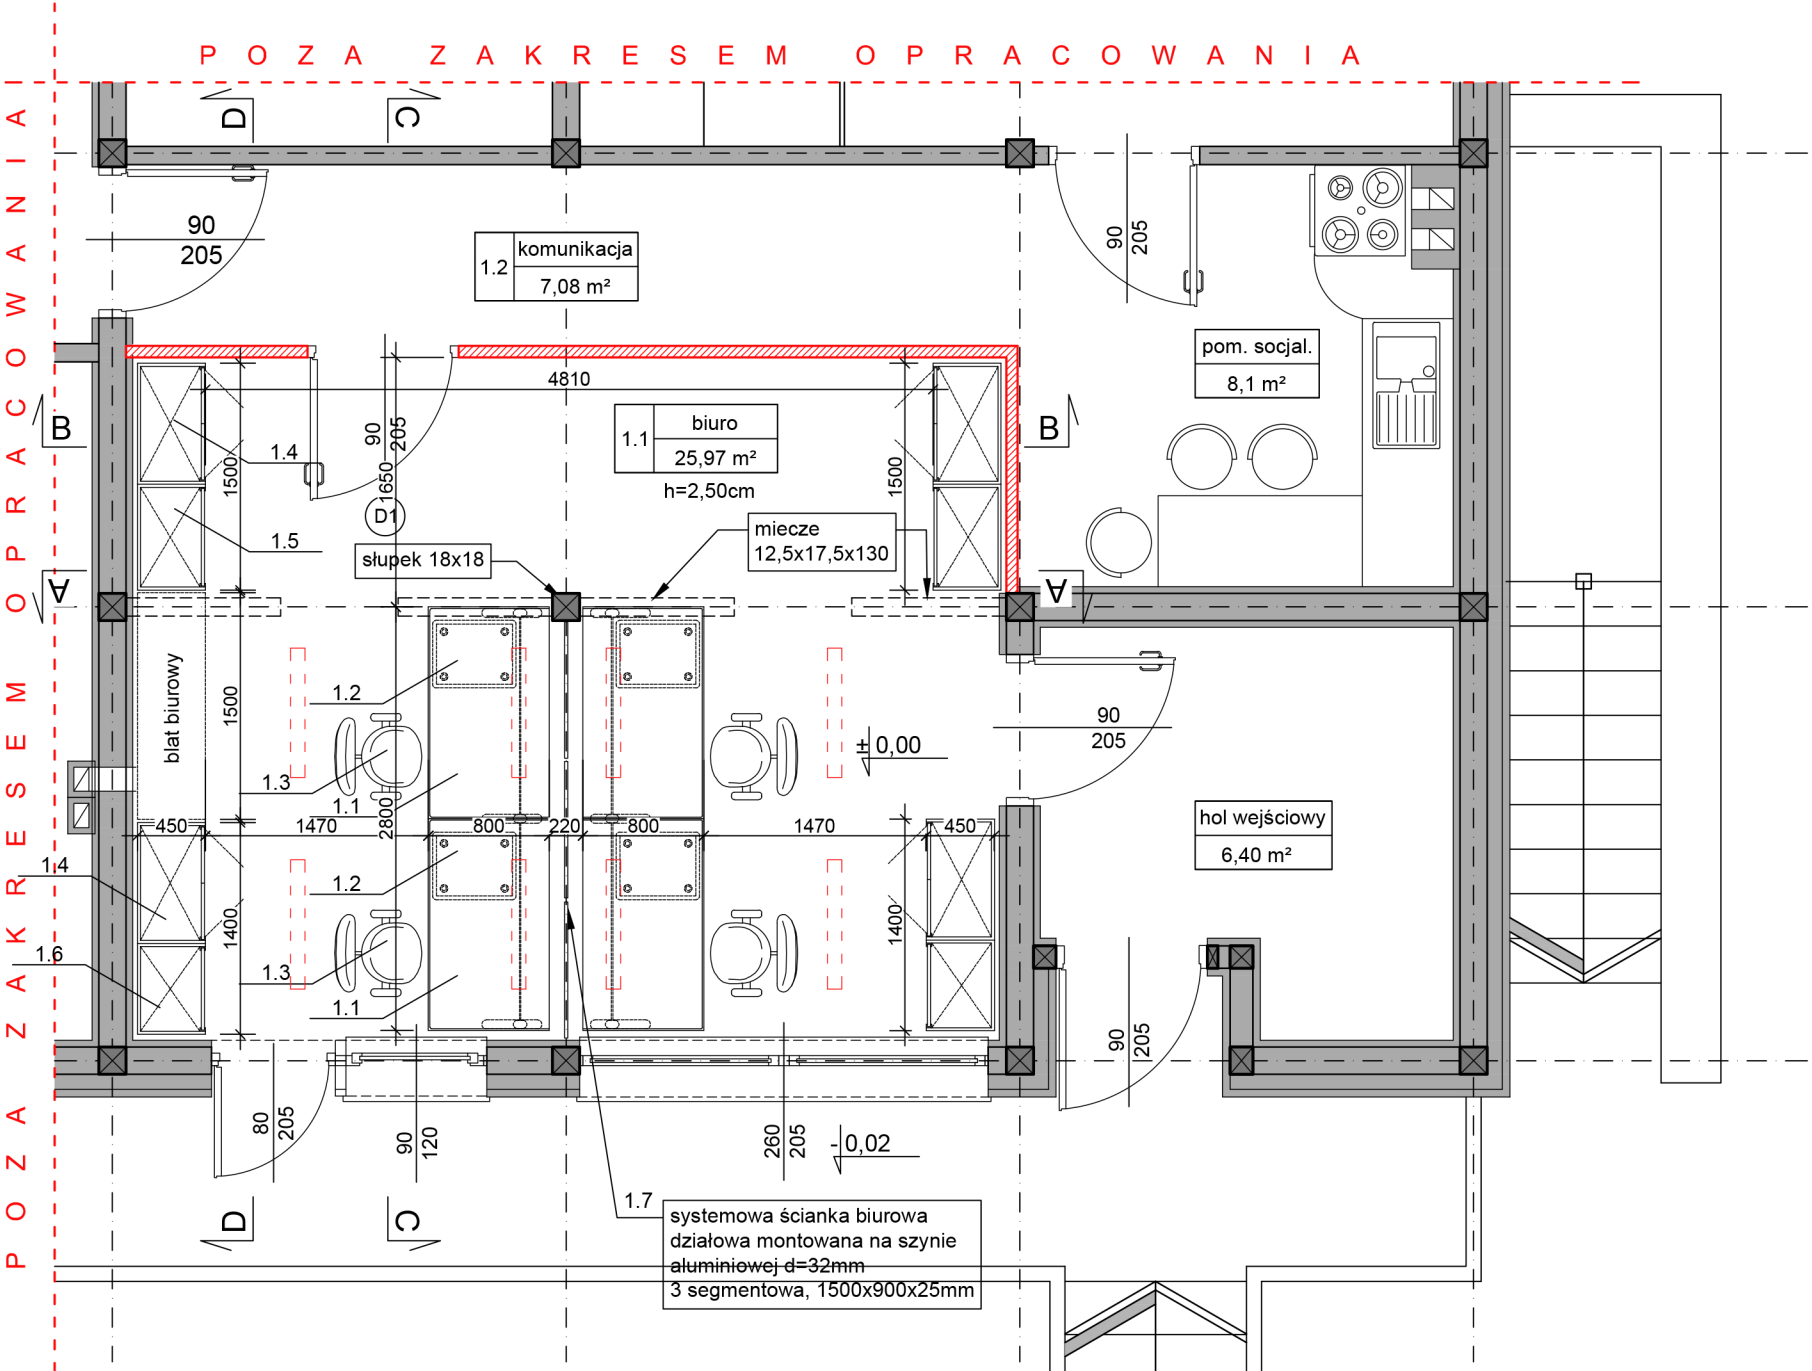 POZA ZAKRESEM OPRACOWANIA
POZA ZAKRESEM OPRACOWANIA
D
C
90
205
1.2
komunikacja
7,08 m²
90
205
pom. socjal.
8,1 m²
4810
B
B
1.4
1500
90
205
1650
D1
1.1
biuro
25,97 m²
h=2,50cm
1500
1.5
słupek 18x18
miecze
12,5x17,5x130
A
A
blat biurowy
1500
1.2
1.3
1.1
2800
± 0,00
90
205
hol wejściowy
6,40 m²
450
1470
800
220
800
1470
450
1.4
1.2
1400
1400
1.6
1.3
1.1
90
205
80
205
90
120
260
205
- 0,02
D
C
1.7
systemowa ścianka biurowa
działowa montowana na szynie
aluminiowej d=32mm
3 segmentowa, 1500x900x25mm